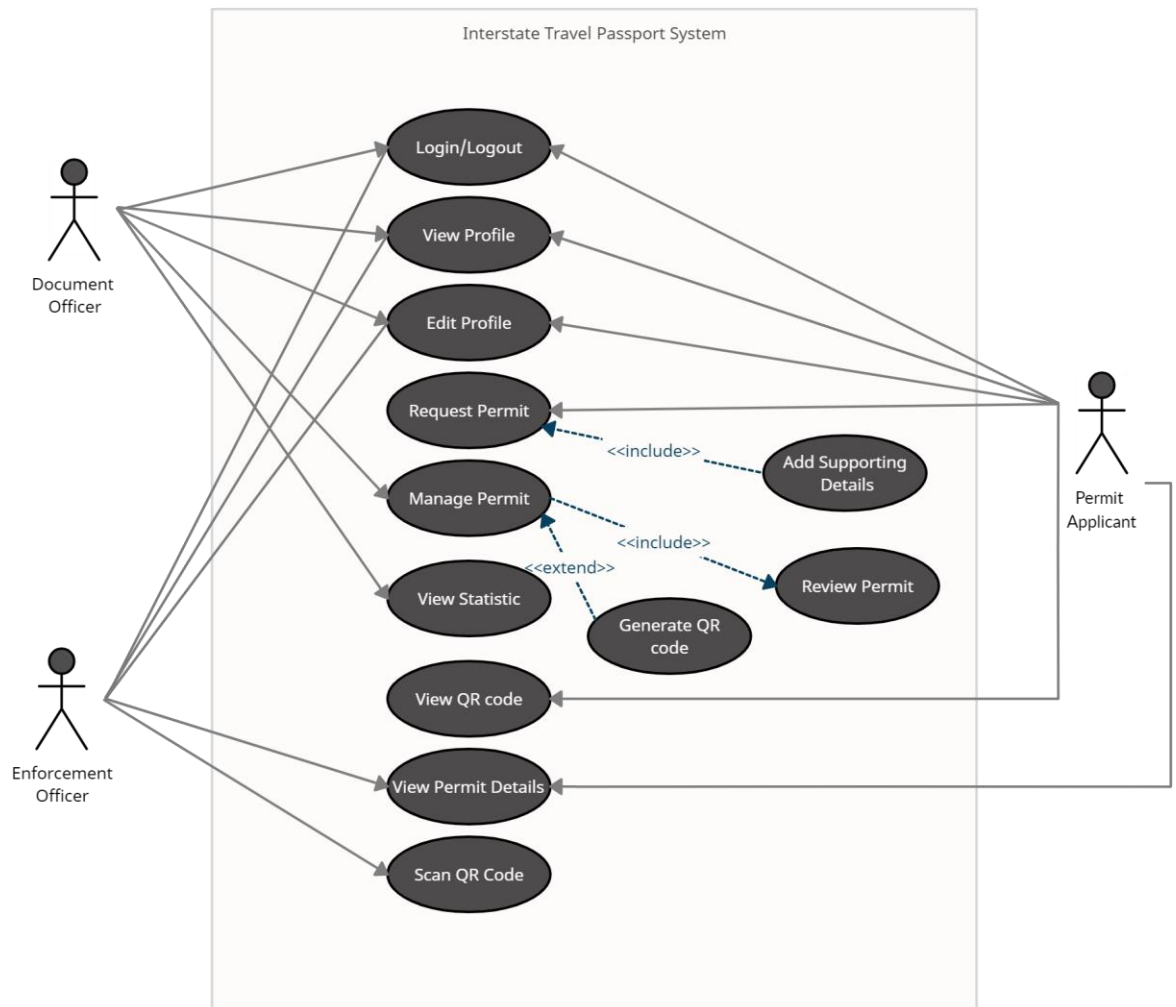 Interstate Travel Passport System
Login/Logout
View Profile
Document
Officer
Edit Profile
Request Permit
<<include>>
Add Supporting
Details
Manage Permit
Permit
Applicant
<<include>>
<<extend>>
Review Permit
View Statistic
Generate QR
code
View QR code
Enforcement
Officer
View Permit Details
Scan QR Code